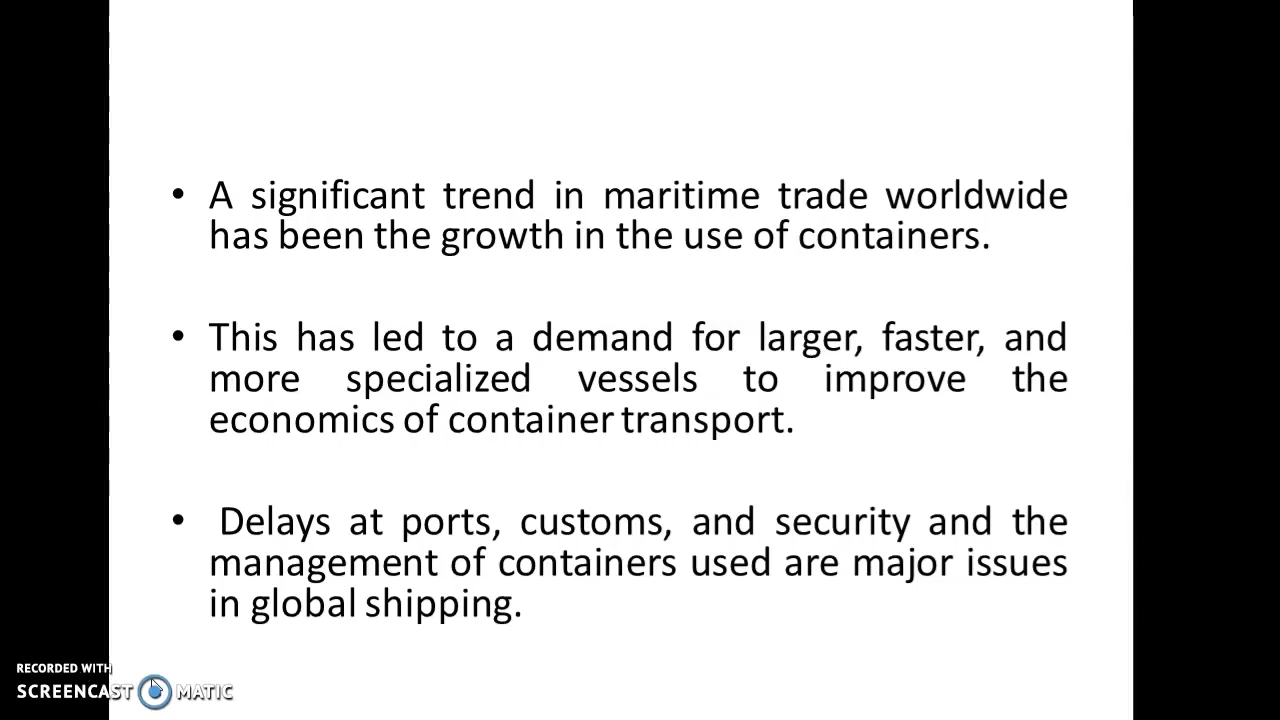 • A significant trend in maritime trade worldwide
has been the growth in the use of containers.
• This has led to a demand for larger, faster, and
more specialized vessels to improve the
economics of container transport.
• Delays at ports, customs, and security and the
management of containers used are major issues
in global shipping.
RECORDED WITH
SCREENCAST MATIC